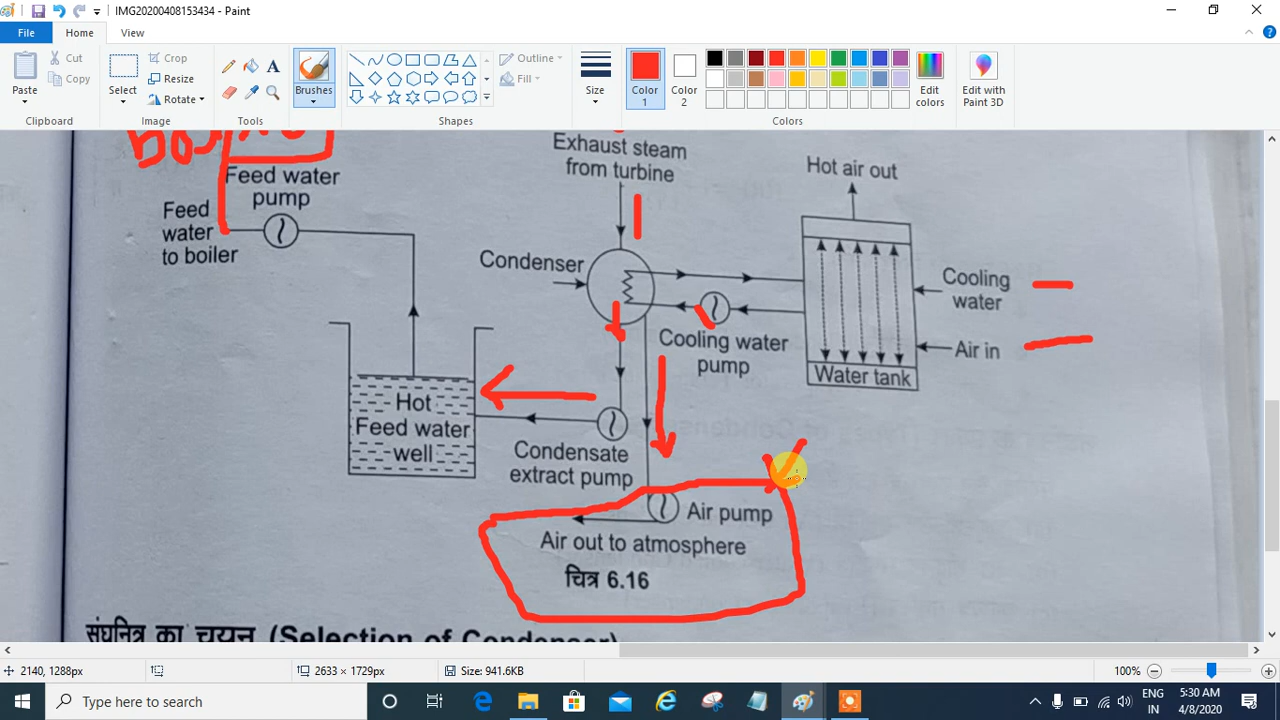 IMG20200408153434 - Paint
File
Home
View
Paste
Cut
Copy
Clipboard
Select
Crop
Resize
Rotate
Image
A
Tools
Brushes
Shapes
Outline
Fill
Size
Color
1
Color
2
Colors
Edit
colors
Edit with
Paint 3D
Feed water
pump
Feed
water
to boiler
Exhaust steam
from turbine
Condenser
Hot air out
Cooling
water
Air in
Water tank
Cooling water
pump
Hot
Feed water
well
Condensate
extract pump
Air pump
Air out to atmosphere
चित्र 6.16
संघनित्र का चयन (Selection of Condenser)
2140, 1288px
2633 × 1729px
Size: 941.6KB
100%
Type here to search
ENG
IN
5:30 AM
4/8/2020